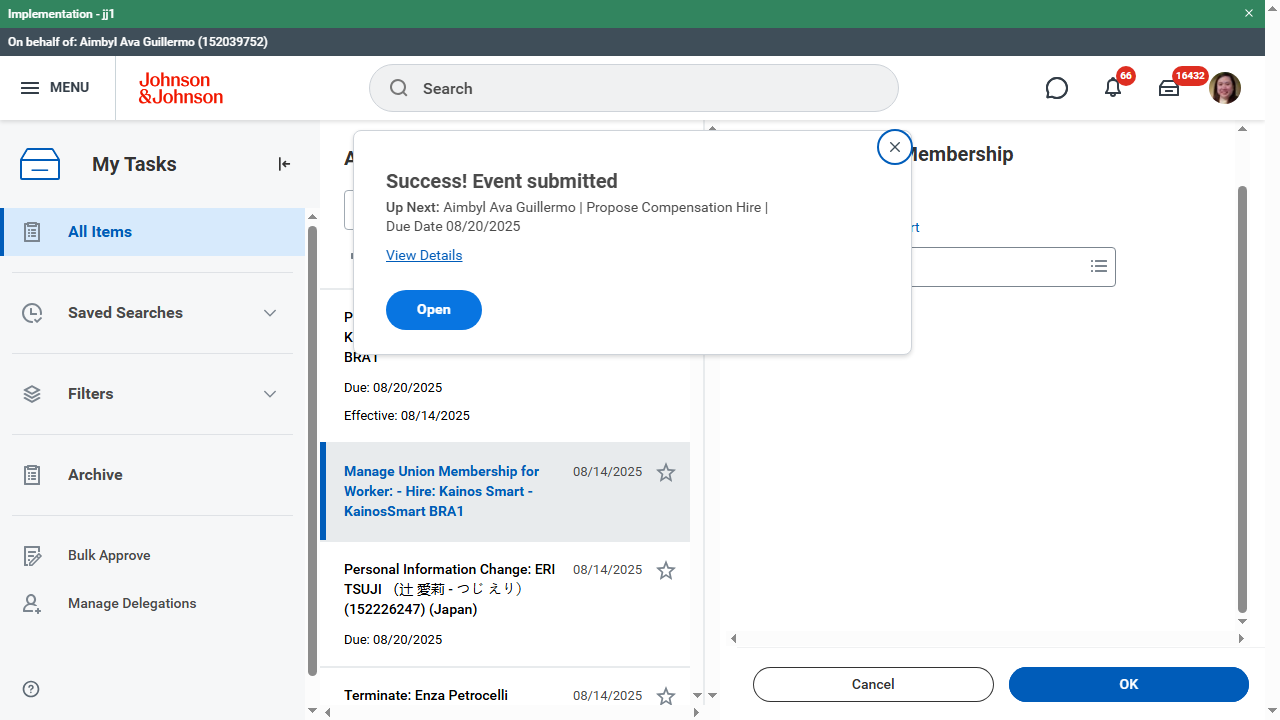 Implementation - jj1
On behalf of: Aimbyl Ava Guillermo (152039752)
MENU
Johnson
&Johnson
Search
66
16432
My Tasks
All Items
Saved Searches
Filters
Archive
Bulk Approve
Manage Delegations
Success! Event submitted
Up Next: Aimbyl Ava Guillermo | Propose Compensation Hire |
Due Date 08/20/2025
View Details
Open
BRA1
Due: 08/20/2025
Effective: 08/14/2025
Manage Union Membership for
Worker: - Hire: Kainos Smart -
KainosSmart BRA1
08/14/2025
Personal Information Change: ERI
TSUJI （辻 愛莉 - つじ えり）
(152226247) (Japan)
08/14/2025
Due: 08/20/2025
Terminate: Enza Petrocelli
08/14/2025
Membership
Cancel
OK